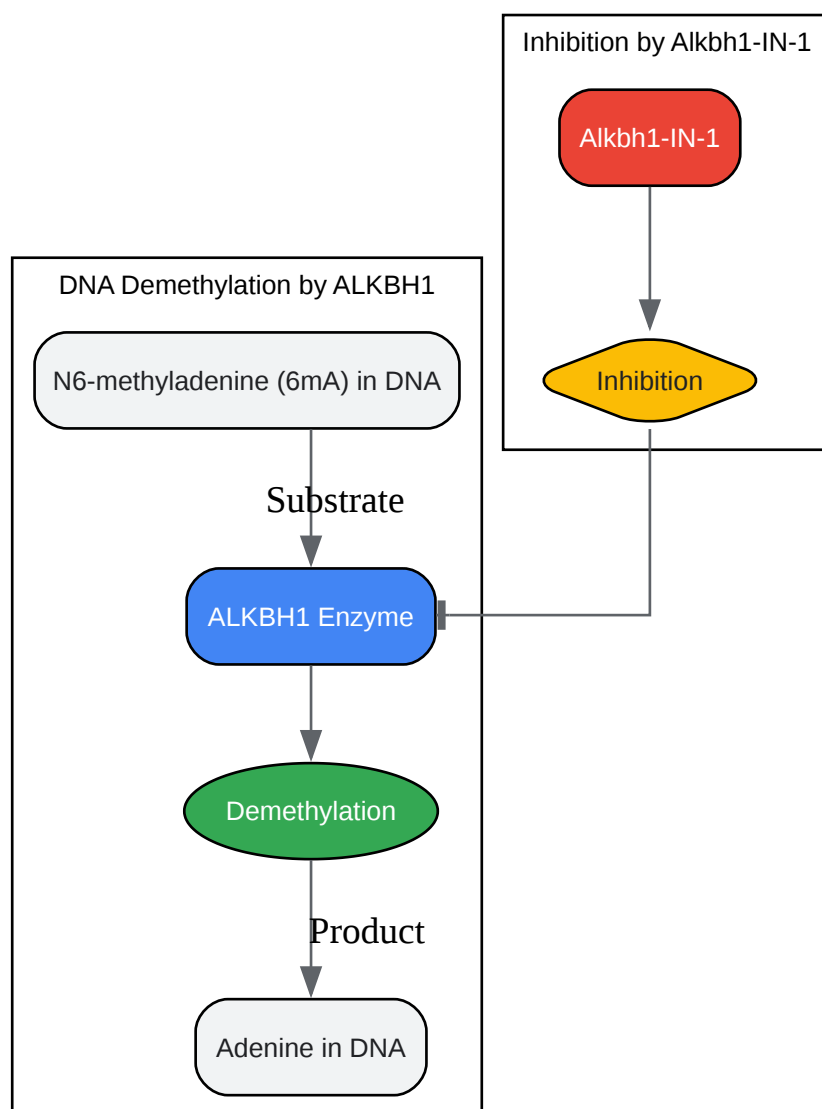 Inhibition by Alkbh1-IN-1
Alkbh1-IN-1
Inhibition
DNA Demethylation by ALKBH1
N6-methyladenine (6mA) in DNA
Substrate
ALKBH1 Enzyme
Demethylation
Product
Adenine in DNA